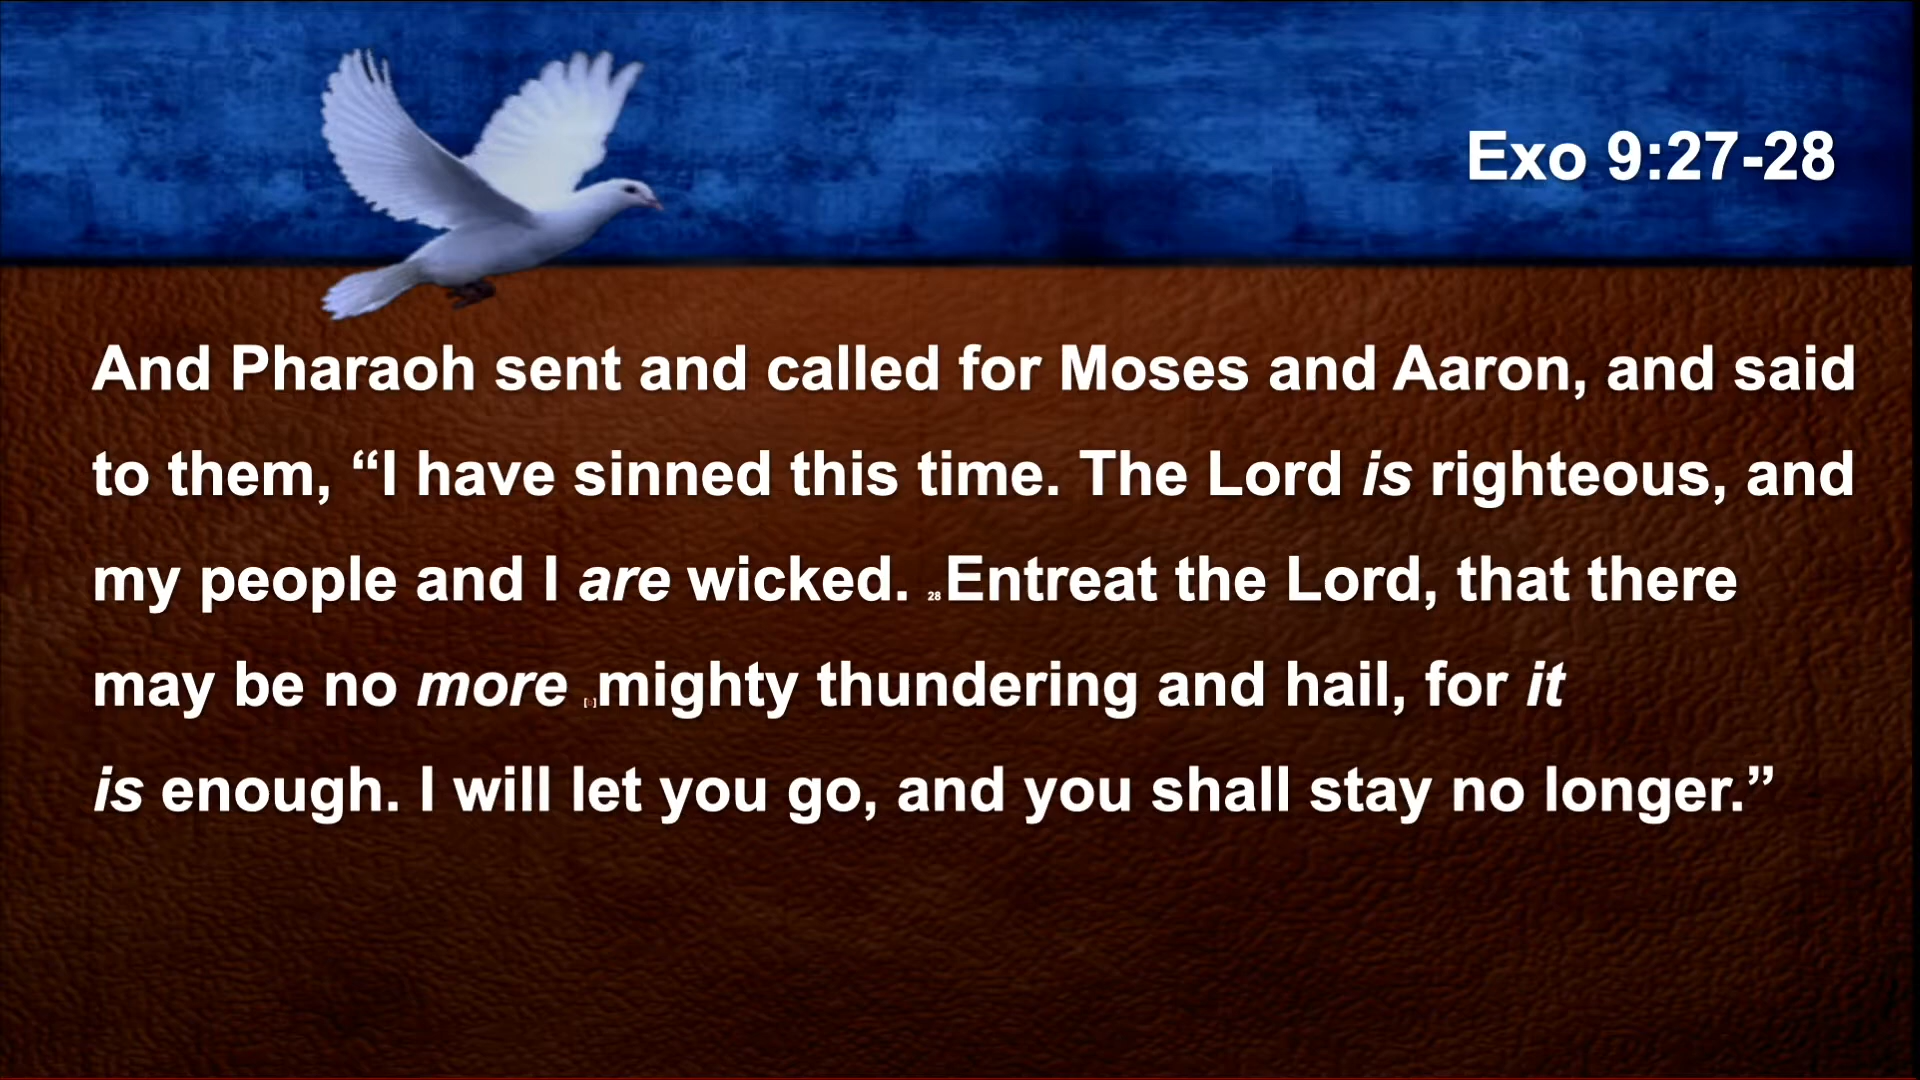 Exo 9:27-28
And Pharaoh sent and called for Moses and Aaron, and said
to them, “I have sinned this time. The Lord is righteous, and
my people and I are wicked. 28 Entreat the Lord, that there
may be no more mighty thundering and hail, for it
is enough. I will let you go, and you shall stay no longer.”